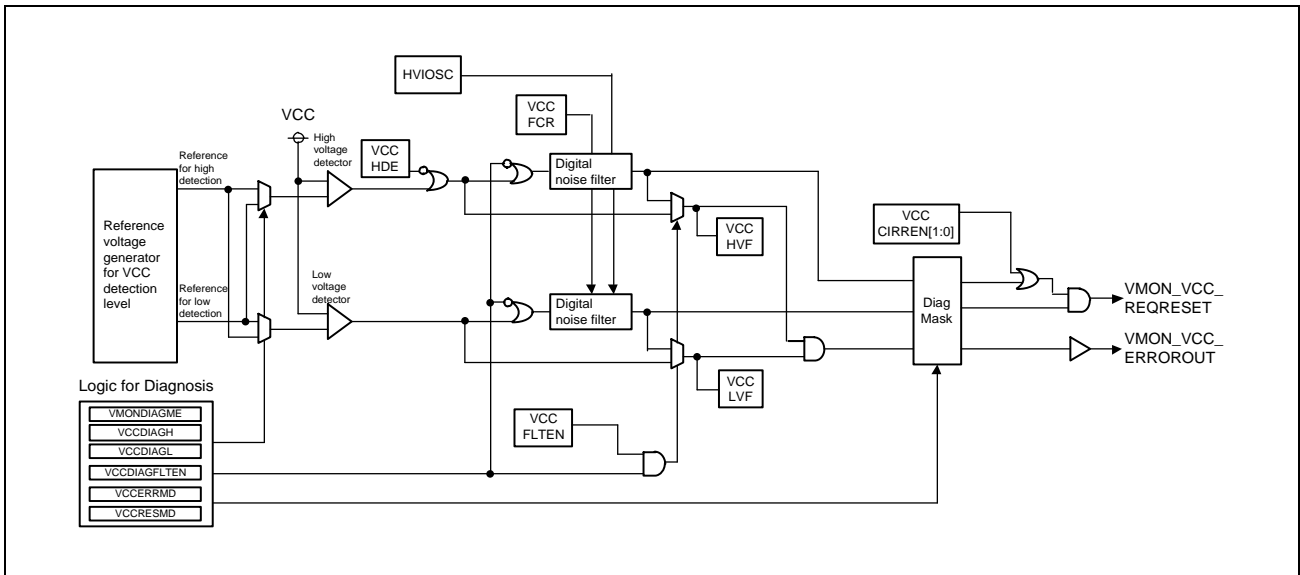 HVIOSC
VCC
FCR
VCC
High
voltage
detector
VCC
HDE
Reference
for high
detection
Digital
noise filter
Reference
voltage
generator
for VCC
detection
level
VCC
HVF
VCC
CIRREN[1:0]
Reference
for low
detection
Low
voltage
detector
Digital
noise filter
Diag
Mask
VMON_VCC_
REQRESET
VMON_VCC_
ERROROUT
VCC
LVF
Logic for Diagnosis
VMONDIAGME
VCCDIAGH
VCCDIAGL
VCCDIAGFLTEN
VCCERRMD
VCCRESMD
VCC
FLTEN